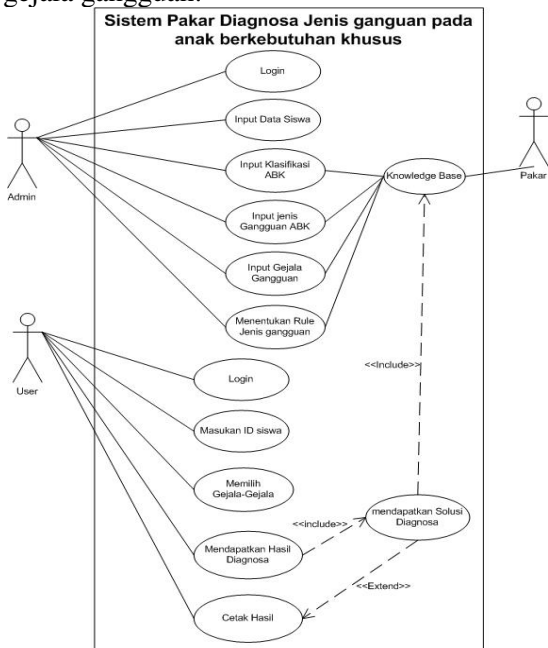 gejala gangguan.
Sistem Pakar Diagnosa Jenis ganguan pada
anak berkebutuhan khusus
Login
Input Data Siswa
Input Klasifikasi
ABK
Knowledge Base
Admin
Pakar
Input jenis
Gangguan ABK
Input Gejala
Gangguan
Menentukan Rule
Jenis gangguan
<<Include>>
Login
User
Masukan ID siswa
Memilih
Gejala-Gejala
mendapatkan Solusi
Diagnosa
<<include>>
Mendapatkan Hasil
Diagnosa
<<Extend>>
Cetak Hasil